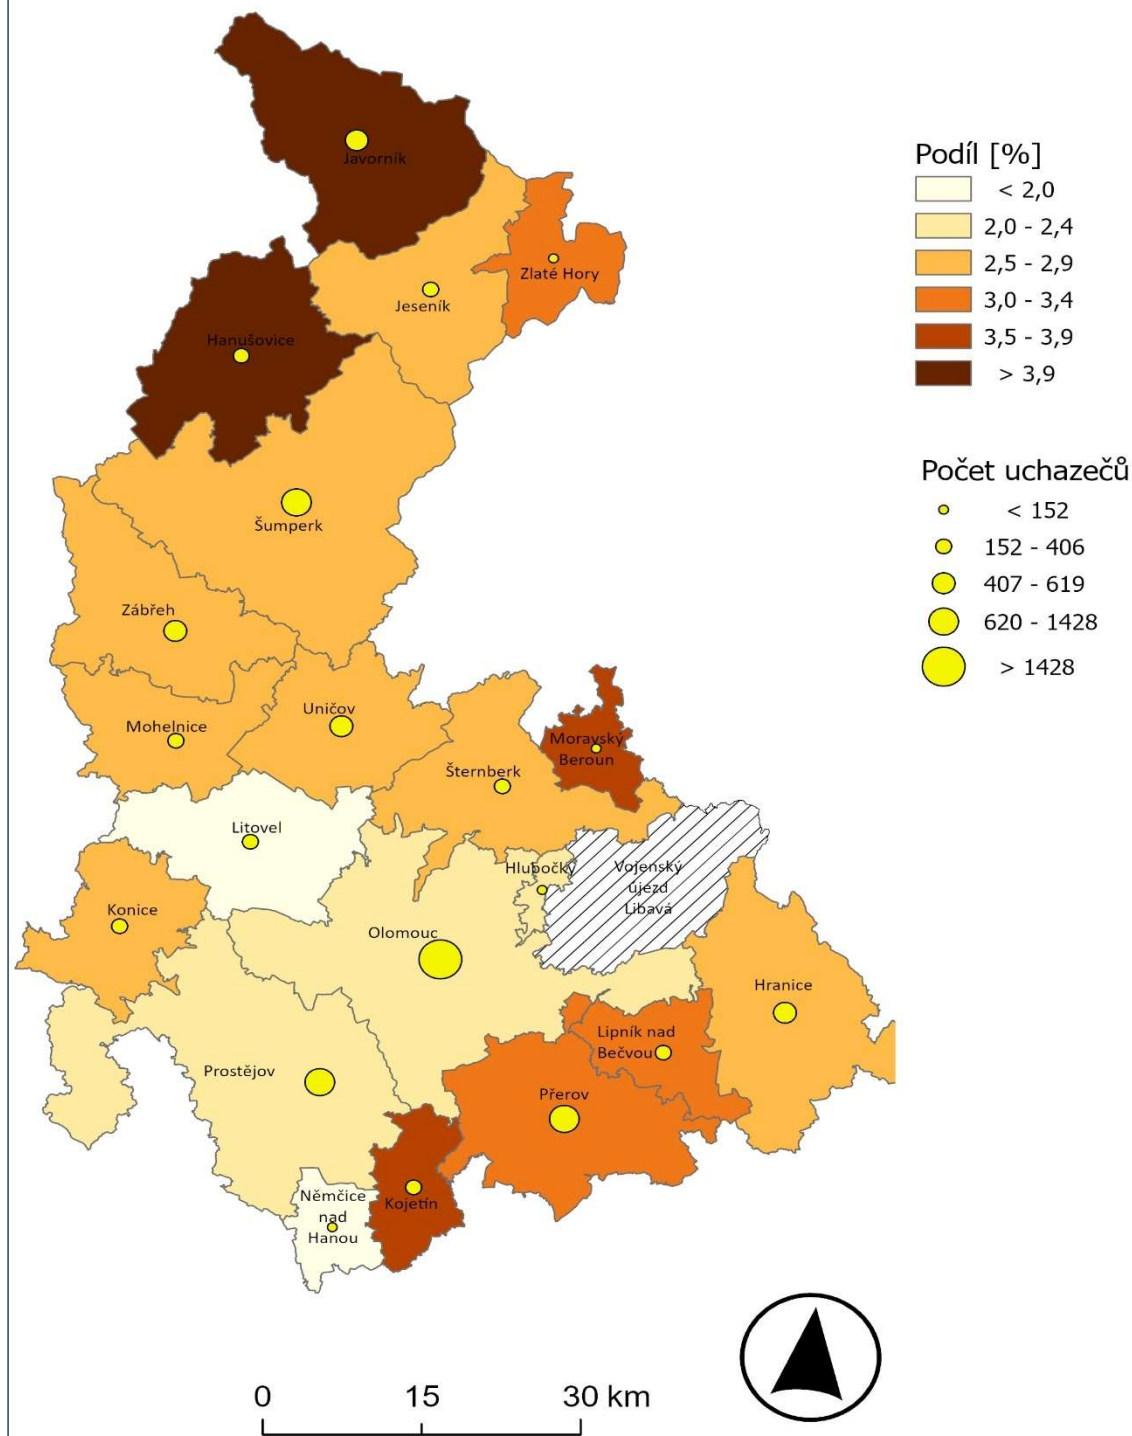 Podíl [%]
< 2,0
2,0 - 2,4
2,5 - 2,9
3,0 - 3,4
3,5 - 3,9
> 3,9
Počet uchazečů
< 152
152 - 406
407 - 619
620 - 1428
> 1428
Javorník
Zlaté Hory
Jeseník
Hanušovice
Šumperk
Zábřeh
Uničov
Mohelnice
Moravský
Beroun
Šternberk
Litovel
Hlubočky
Vojenský
újezd
Libavá
Konice
Olomouc
Hranice
Lipník nad
Bečvou
Prostějov
Přerov
Němčice
nad
Hanou
Kojetín
0 15 30 km